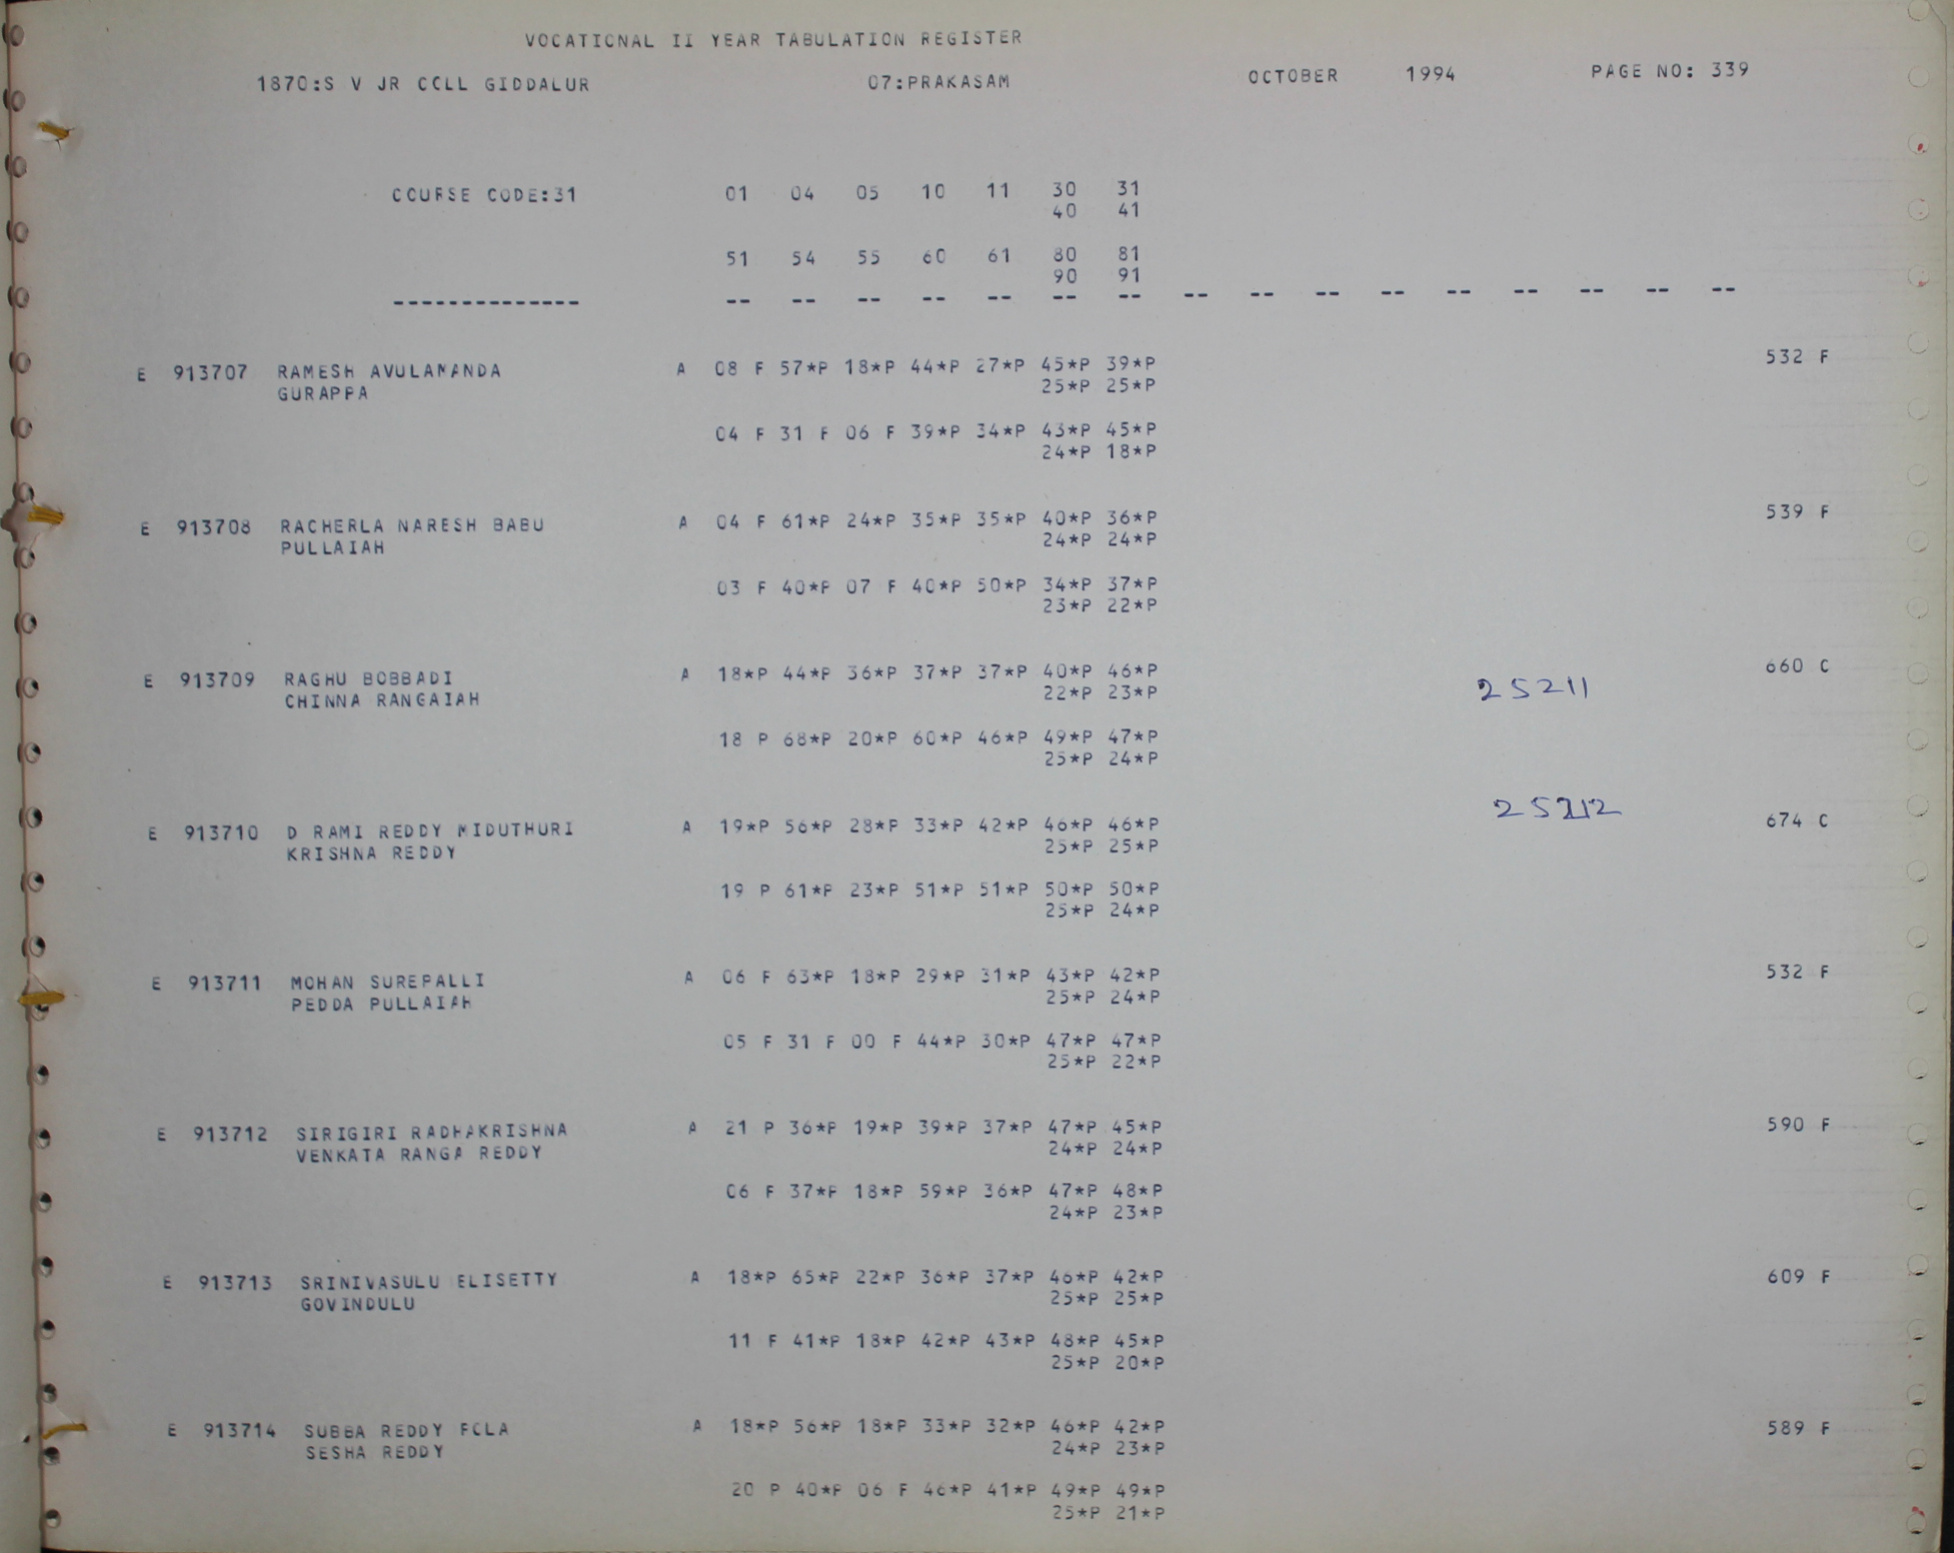 VOCATIONAL II YEAR TABULATION REGISTER
1870:S V JR CCLL GIDDALUR 07:PRAKASAM OCTOBER 1994 PAGE NO: 339
COURSE CODE:31 01 04 05 10 11 30 31
40 41
51 54 55 60 61 80 81
90 91
-------------- -- -- -- -- -- -- -- -- -- -- -- -- -- -- -- --
E 913707 RAMESH AVULAMANDA A 08 F 57*P 18*P 44*P 27*P 45*P 39*P 532 F
GURAPPA 25*P 25*P
04 F 31 F 06 F 39*P 34*P 43*P 45*P
24*P 18*P
E 913708 RACHERLA NARESH BABU A 04 F 61*P 24*P 35*P 35*P 40*P 36*P 539 F
PULLAIAH 24*P 24*P
03 F 40*P 07 F 40*P 50*P 34*P 37*P
23*P 22*P
E 913709 RAGHU BOBBADI A 18*P 44*P 36*P 37*P 37*P 40*P 46*P 25211 660 C
CHINNA RANGAIAH 22*P 23*P
18 P 68*P 20*P 60*P 46*P 49*P 47*P
25*P 24*P
E 913710 D RAMI REDDY MIDUTHURI A 19*P 56*P 28*P 33*P 42*P 46*P 46*P 25212 674 C
KRISHNA REDDY 25*P 25*P
19 P 61*P 23*P 51*P 51*P 50*P 50*P
25*P 24*P
E 913711 MOHAN SUREPALLI A 06 F 63*P 18*P 29*P 31*P 43*P 42*P 532 F
PEDDA PULLAIAH 25*P 24*P
05 F 31 F 00 F 44*P 30*P 47*P 47*P
25*P 22*P
E 913712 SIRIGIRI RADHAKRISHNA A 21 P 36*P 19*P 39*P 37*P 47*P 45*P 590 F
VENKATA RANGA REDDY 24*P 24*P
06 F 37*P 18*P 59*P 36*P 47*P 48*P
24*P 23*P
E 913713 SRINIVASULU ELISETTY A 18*P 65*P 22*P 36*P 37*P 46*P 42*P 609 F
GOVINDULU 25*P 25*P
11 F 41*P 18*P 42*P 43*P 48*P 45*P
25*P 20*P
E 913714 SUBBA REDDY POLA A 18*P 56*P 18*P 33*P 32*P 46*P 42*P 589 F
SESHA REDDY 24*P 23*P
20 P 40*P 06 F 46*P 41*P 49*P 49*P
25*P 21*P